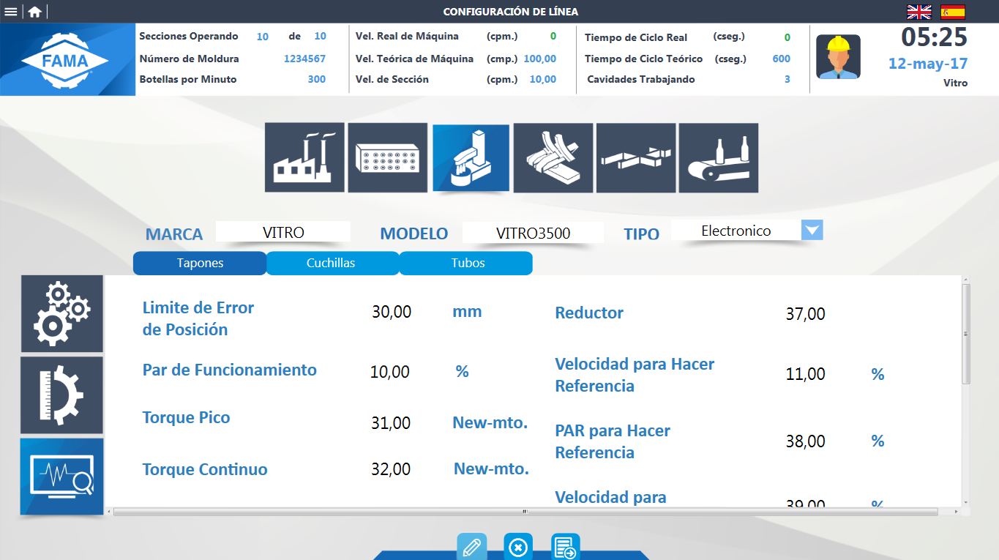 CONFIGURACIÓN DE LÍNEA
FAMA
Secciones Operando 10 de 10
Número de Moldura 1234567
Botellas por Minuto 300
Vel. Real de Máquina (cpm.) 0
Vel. Teórica de Máquina (cmp.) 100,00
Vel. de Sección (cpm.) 10,00
Tiempo de Ciclo Real (cseg.) 0
Tiempo de Ciclo Teórico (cseg.) 600
Cavidades Trabajando 3
05:25
12-may-17
Vitro
MARCA VITRO MODELO VITRO3500 TIPO Electronico
Tapones Cuchillas Tubos
Limite de Error
de Posición 30,00 mm
Par de Funcionamiento 10,00 %
Torque Pico 31,00 New-mto.
Torque Continuo 32,00 New-mto.
Reductor 37,00
Velocidad para Hacer
Referencia 11,00 %
PAR para Hacer
Referencia 38,00 %
Velocidad para 39,00 %